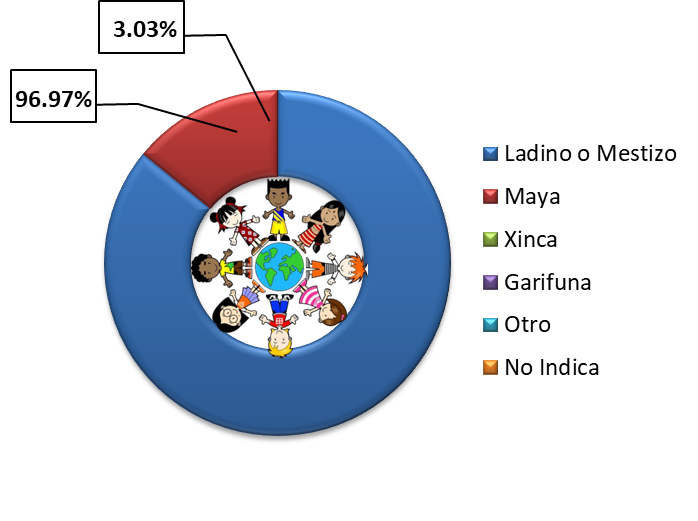 3.03%
96.97%
Ladino o Mestizo
Maya
Xinca
Garifuna
Otro
No Indica